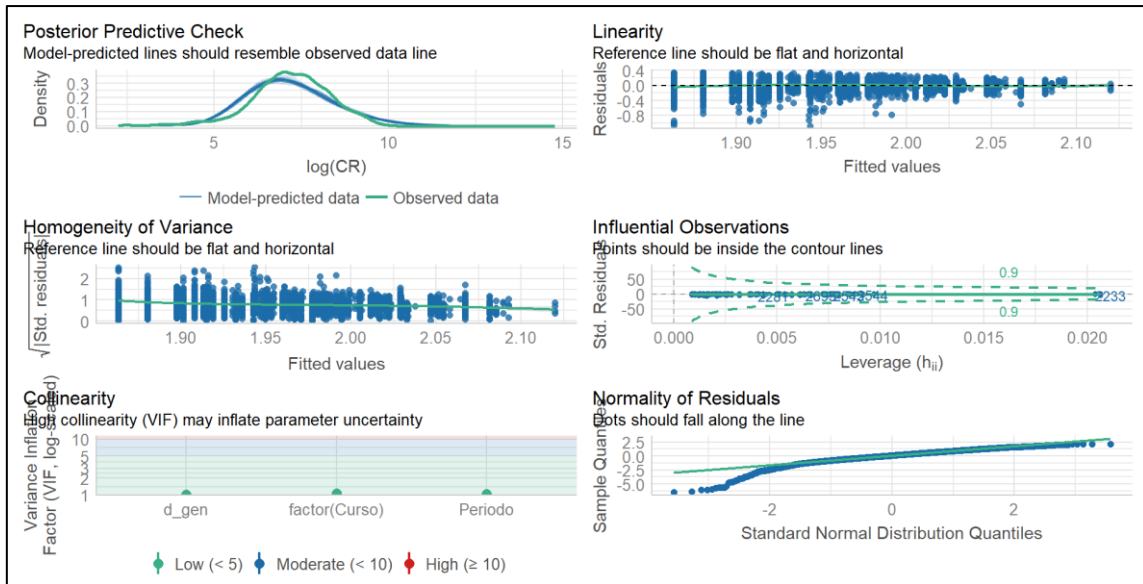 Posterior Predictive Check
Model-predicted lines should resemble observed data line
Density
0.3
0.2
0.1
0.0
5
10
15
log(CR)
Model-predicted data
Observed data
Linearity
Reference line should be flat and horizontal
Residuals
0.4
0.0
-0.4
-0.8
1.90
1.95
2.00
2.05
2.10
Fitted values
Homogeneity of Variance
Reference line should be flat and horizontal
√|Std. residuals|
2
1
0
1.90
1.95
2.00
2.05
2.10
Fitted values
Influential Observations
Points should be inside the contour lines
Std. Residuals
50
0
-50
0.9
0.9
2281
2544
2233
0.000
0.005
0.010
0.015
0.020
Leverage (hii)
Collinearity
High collinearity (VIF) may inflate parameter uncertainty
Variance Inflation
Factor (VIF, log-scaled)
10
5
3
2
1
d_gen
factor(Curso)
Periodo
Low (< 5)
Moderate (< 10)
High (≥ 10)
Normality of Residuals
Dots should fall along the line
Sample Quantiles
2.5
0.0
-2.5
-5.0
-2
0
2
Standard Normal Distribution Quantiles